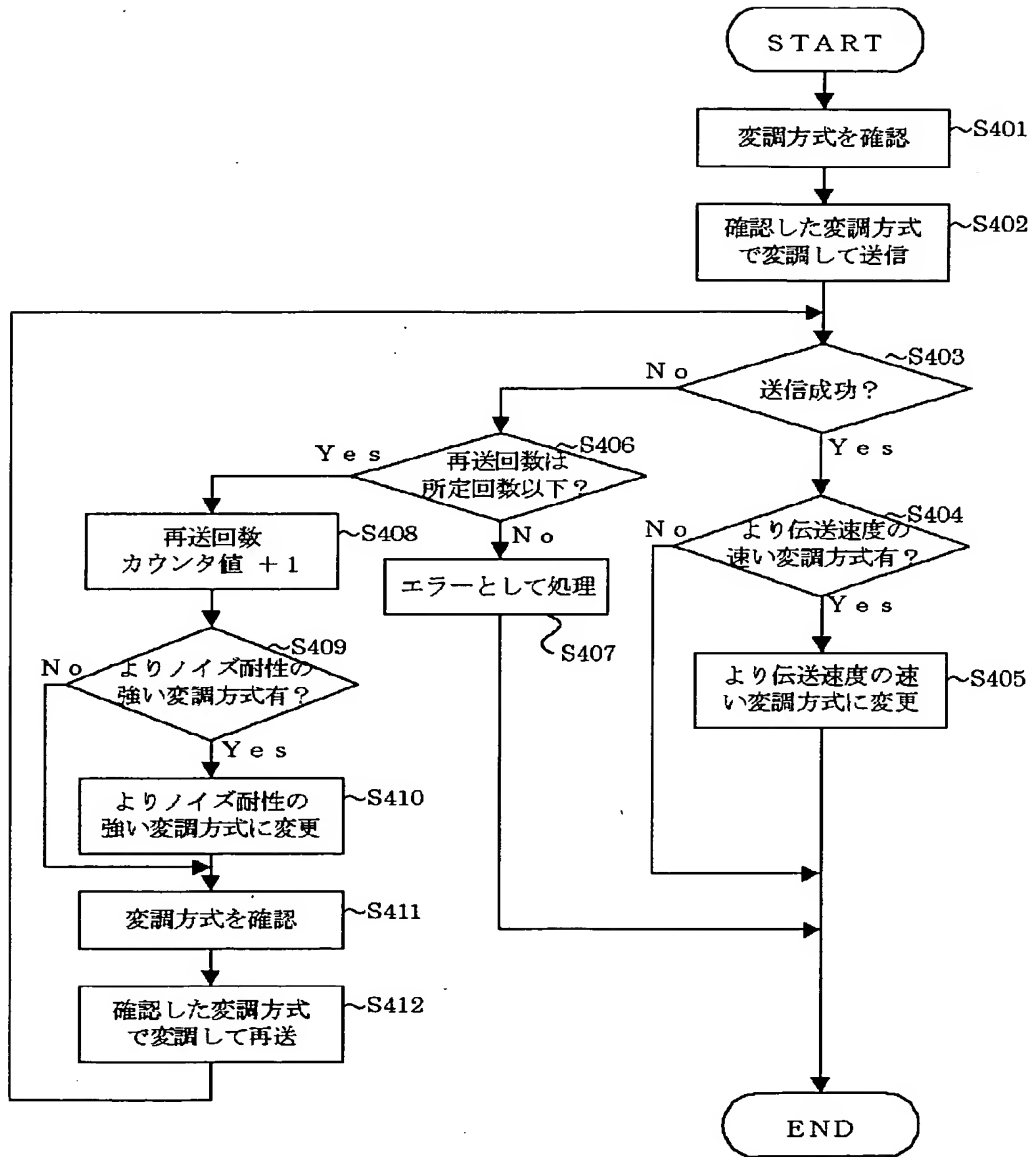 START
変調方式を確認
~S401
確認した変調方式
で変調して送信
~S402
~S403
No
送信成功?
Yes
~S406
Yes
再送回数は
所定回数以下?
No
~S404
No
より伝送速度の
速い変調方式有?
Yes
再送回数
カウンタ値 +1
~S408
エラーとして処理
S407
~S409
No
よりノイズ耐性の
強い変調方式有?
Yes
より伝送速度の速
い変調方式に変更
~S405
よりノイズ耐性の
強い変調方式に変更
~S410
変調方式を確認
~S411
確認した変調方式
で変調して再送
~S412
END